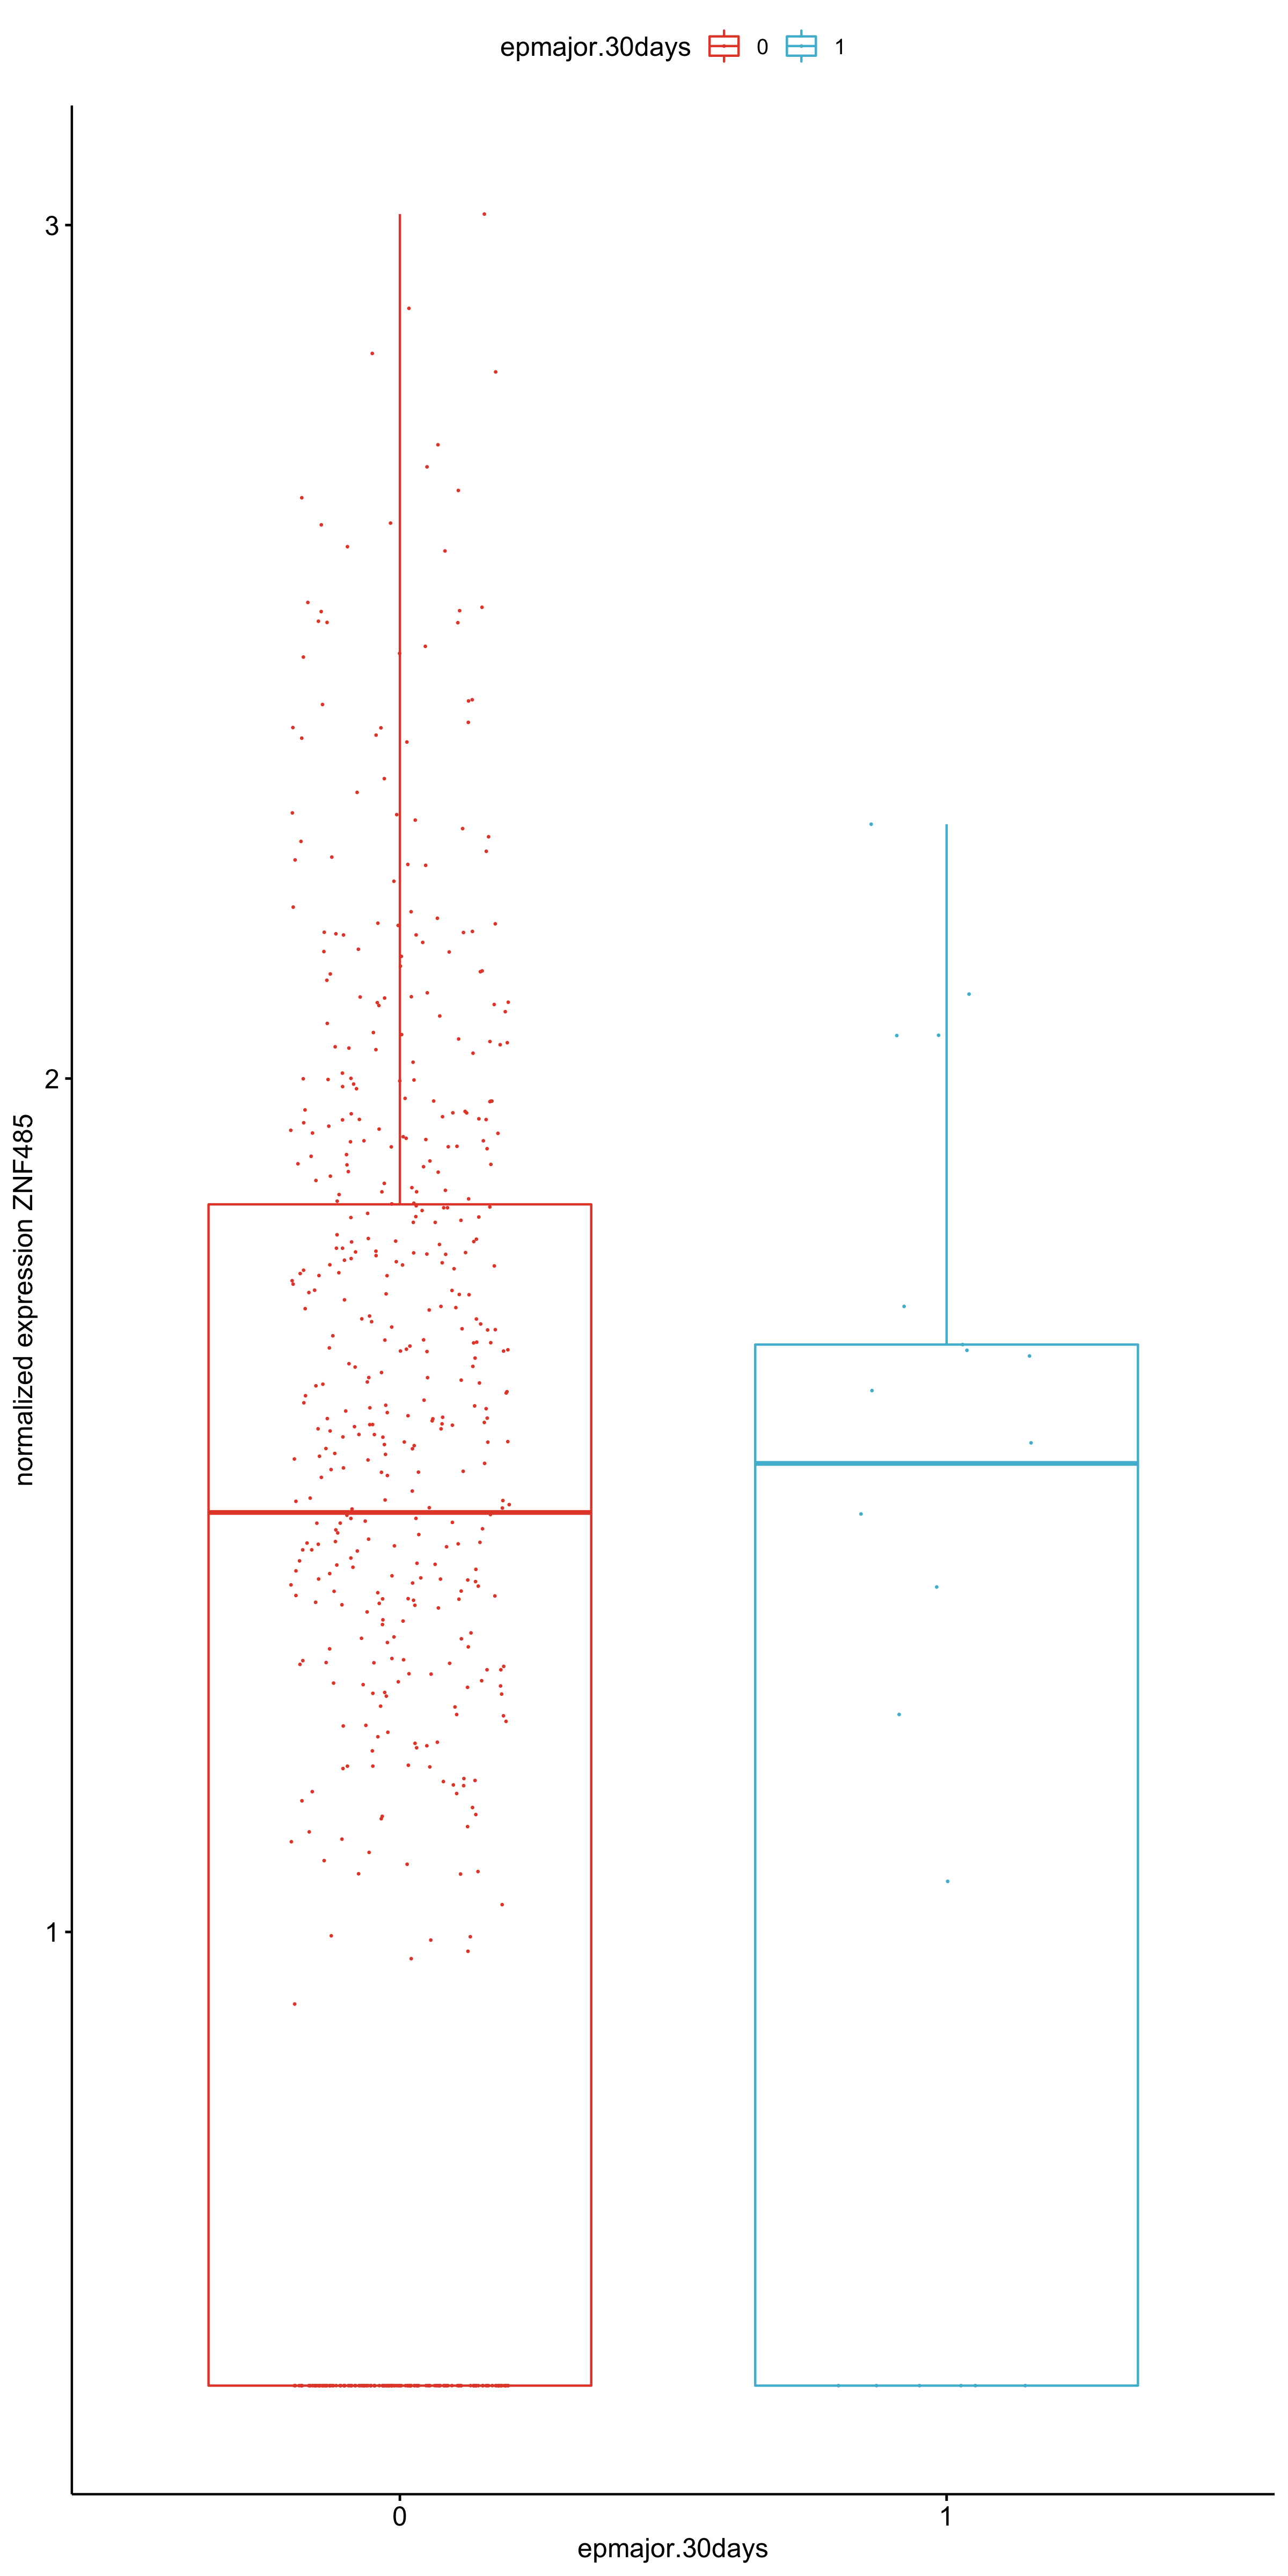 epmajor.30days 0 1
3
2
1
normalized expression ZNF485
0 1
epmajor.30days